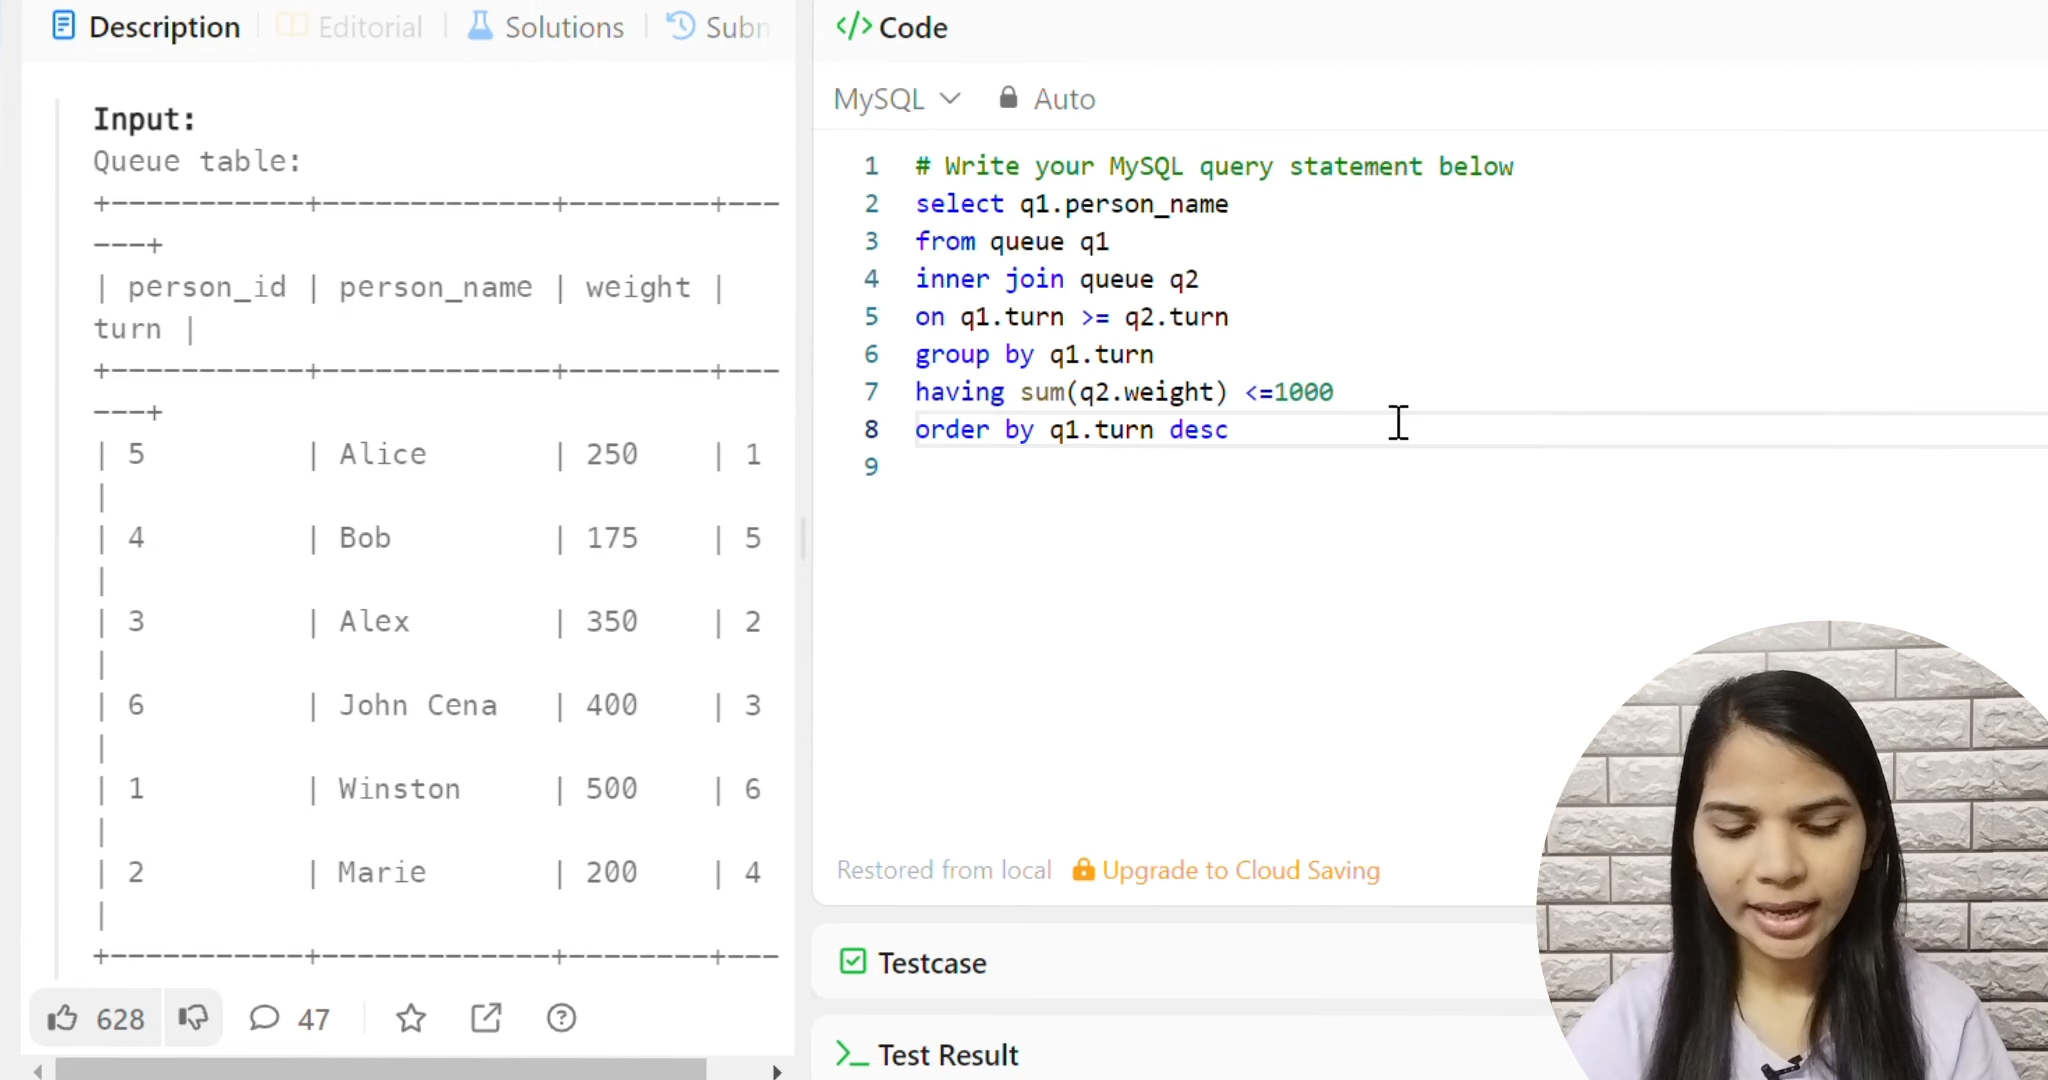 Description Editorial Solutions Subn
Input:
Queue table:
+-----------+-------------+--------+---
---+
| person_id | person_name | weight |
turn |
+-----------+-------------+--------+---
---+
| 5 | Alice | 250 | 1
|
| 4 | Bob | 175 | 5
|
| 3 | Alex | 350 | 2
|
| 6 | John Cena | 400 | 3
|
| 1 | Winston | 500 | 6
|
| 2 | Marie | 200 | 4
|
+-----------+-------------+--------+---
628 47
</> Code
MySQL Auto
1 # Write your MySQL query statement below
2 select q1.person_name
3 from queue q1
4 inner join queue q2
5 on q1.turn >= q2.turn
6 group by q1.turn
7 having sum(q2.weight) <=1000
8 order by q1.turn desc
9
Restored from local Upgrade to Cloud Saving
Testcase
Test Result